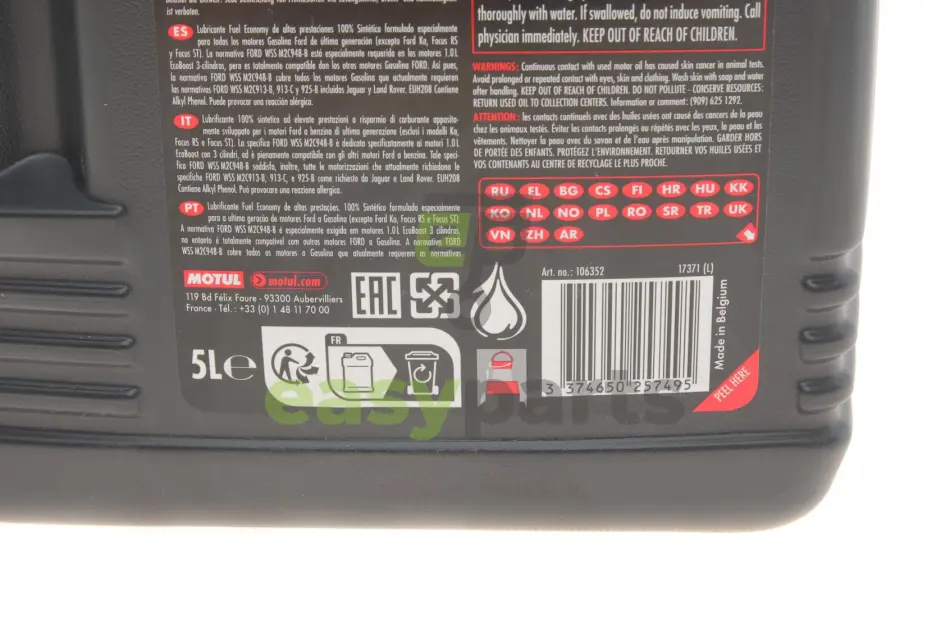 ist verboten.
ES Lubricante Fuel Economy de altas prestaciones 100% Sintético formulado especialmente
para todos los motores Gasolina Ford de última generación (excepto Ford Ka, Focus RS
y Focus ST). La normativa FORD WSS M2C948-B está especialmente requerida en los motores 1.0L
EcoBoost 3-cilindros, pero es totalmente compatible con los otros motores Gasolina FORD. Así pues,
la normativa FORD WSS M2C948-B cubre todos los motores Gasolina que actualmente requieren
las normativas FORD WSS M2C913-B, 913-C y 925-B incluidos Jaguar y Land Rover. EUH208 Contiene
Alkyl Phenol. Puede provocar una reacción alérgica.
IT Lubrificante 100% sintético ad elevate prestazioni a risparmio di carburante appositamente
sviluppato per i motori Ford a benzina di ultima generazione (esclusi i modelli Ka,
Focus RS e Focus ST). La specifica FORD WSS M2C948-B è dedicata specificatamente ai motori 1.0L
EcoBoost con 3 cilindri, ed è pienamente compatibile con gli altri motori Ford a benzina. Tale speci-
fica FORD WSS M2C948-B soddisfa, inoltre, tutte le motorizzazioni che attualmente richiedono le
specifiche FORD WSS M2C913-B, 913-C, e 925-B come richiesto da Jaguar e Land Rover. EUH208
Contiene Alkyl Phenol. Può provocare una reazione allergica.
PT Lubrificante Fuel Economy de altas prestações. 100% Sintético formulado especialmente
para a ultima geração de motores Ford a Gasolina (excepto Ford Ka, Focus RS e Focus ST).
A normativa FORD WSS M2C948-B é especialmente exigido em motores 1.0L EcoBoost 3 cilindros,
no entanto é totalmente compatível com outras motores FORD a Gasolina. A normativa FORD
WSS M2C948-B cobre todos os motores a Gasolina que atualmente requerem as normativas
MOTUL motul.com
119 Bd Félix Faure - 93300 Aubervilliers
France - Tél. : +33 (0) 1 48 11 70 00
5L e
EAC
FR
thoroughly with water. If swallowed, do not induce vomiting. Call
physician immediately. KEEP OUT OF REACH OF CHILDREN.
WARNINGS: Continuous contact with used motor oil has caused skin cancer in animal tests.
Avoid prolonged or repeated contact with eyes, skin and clothing. Wash skin with soap and water
after handling. KEEP OUT OF REACH OF CHILDREN. DO NOT POLLUTE - CONSERVE RESOURCES:
RETURN USED OIL TO COLLECTION CENTERS. Information or comment: (909) 625 1292.
ATTENTION : les contacts continuels avec des huiles usées ont causé des cancers de la peau
chez les animaux testés. Éviter les contacts prolongés ou répétés avec les yeux, la peau et les
vêtements. Nettoyer la peau avec du savon et de l'eau après manipulation. GARDER HORS
DE PORTÉE DES ENFANTS. PROTÉGEZ L'ENVIRONNEMENT. RETOURNER VOS HUILES USÉES ET
VOS CONTENANTS AU CENTRE DE RECYCLAGE LE PLUS PROCHE.
RU FL BG CS FI HR HU KK
KO NL NO PL RO SR TR UK
VN ZH AR
Art. no.: 106352 17371 (L)
3 374650 257495
Made in Belgium
PEEL HERE
easyparts